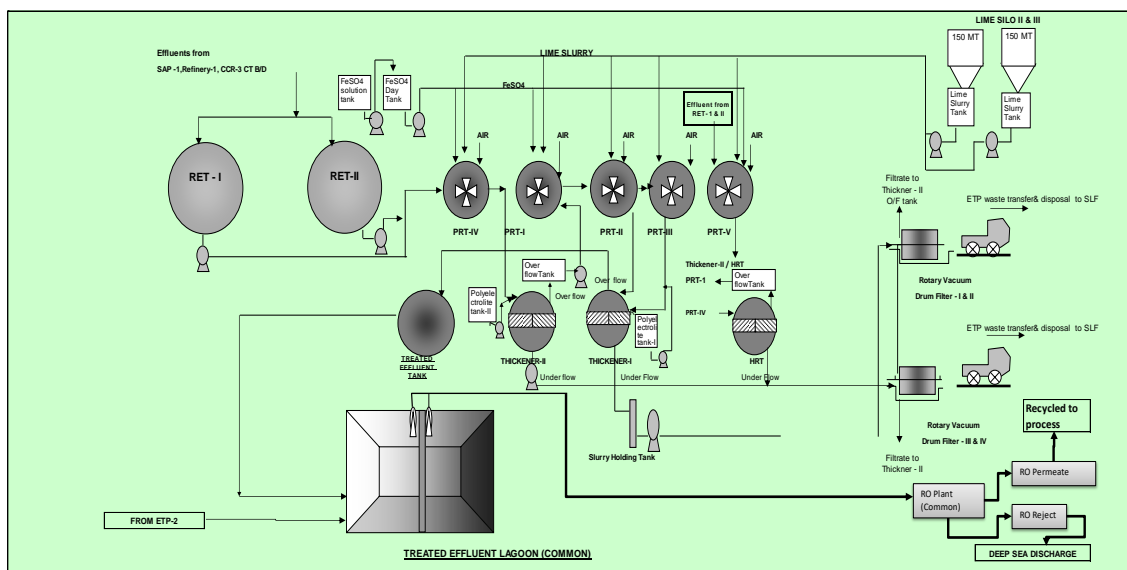 LIME SILO II & III
150 MT
150 MT
Effluents from
SAP -1,Refinery-1, CCR-3 CT B/D
LIME SLURRY
FeSO4
solution
tank
FeSO4
Day
Tank
FeSO4
Lime
Slurry
Tank
Lime
Slurry
Tank
Effluent from
RET- 1 & II
AIR
AIR
AIR
AIR
AIR
RET - I
RET-II
PRT-IV
PRT-I
PRT-II
PRT-III
PRT-V
Filtrate to
Thickner - II
O/F tank
ETP waste transfer& disposal to SLF
Rotary Vacuum
Drum Filter - I & II
Thickener-II / HRT
Over
flowTank
Over flow
PRT-1
Over
flowTank
Over flow
Polyel
ectrolite
tank-II
Polyel
ectrolite
tank-I
PRT-IV
TREATED
EFFLUENT
TANK
THICKENER-II
THICKENER-I
HRT
Under flow
Under Flow
Under Flow
ETP waste transfer& disposal to SLF
Rotary Vacuum
Drum Filter - III & IV
Filtrate to
Thickner - II
Slurry Holding Tank
Recycled to
process
RO Permeate
RO Plant
(Common)
RO Reject
FROM ETP-2
TREATED EFFLUENT LAGOON (COMMON)
DEEP SEA DISCHARGE